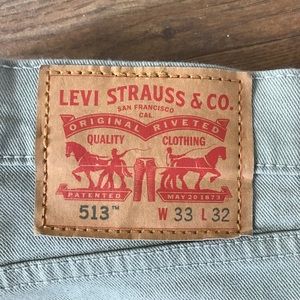 LEVI STRAUSS & CO.
SAN FRANCISCO
CAL
ORIGINAL RIVETED
QUALITY CLOTHING
PATENTED MAY 20 1873
513™ W 33 L 32